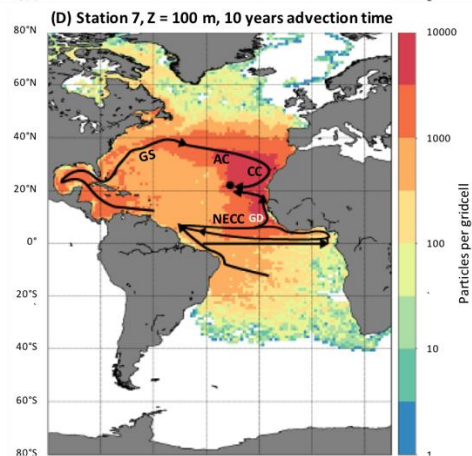 (D) Station 7, Z = 100 m, 10 years advection time
80°N
60°N
40°N
20°N
0°
20°S
40°S
60°S
80°S
GS
AC
CC
NECC
GD
10000
1000
100
10
1
Particles per gridcell